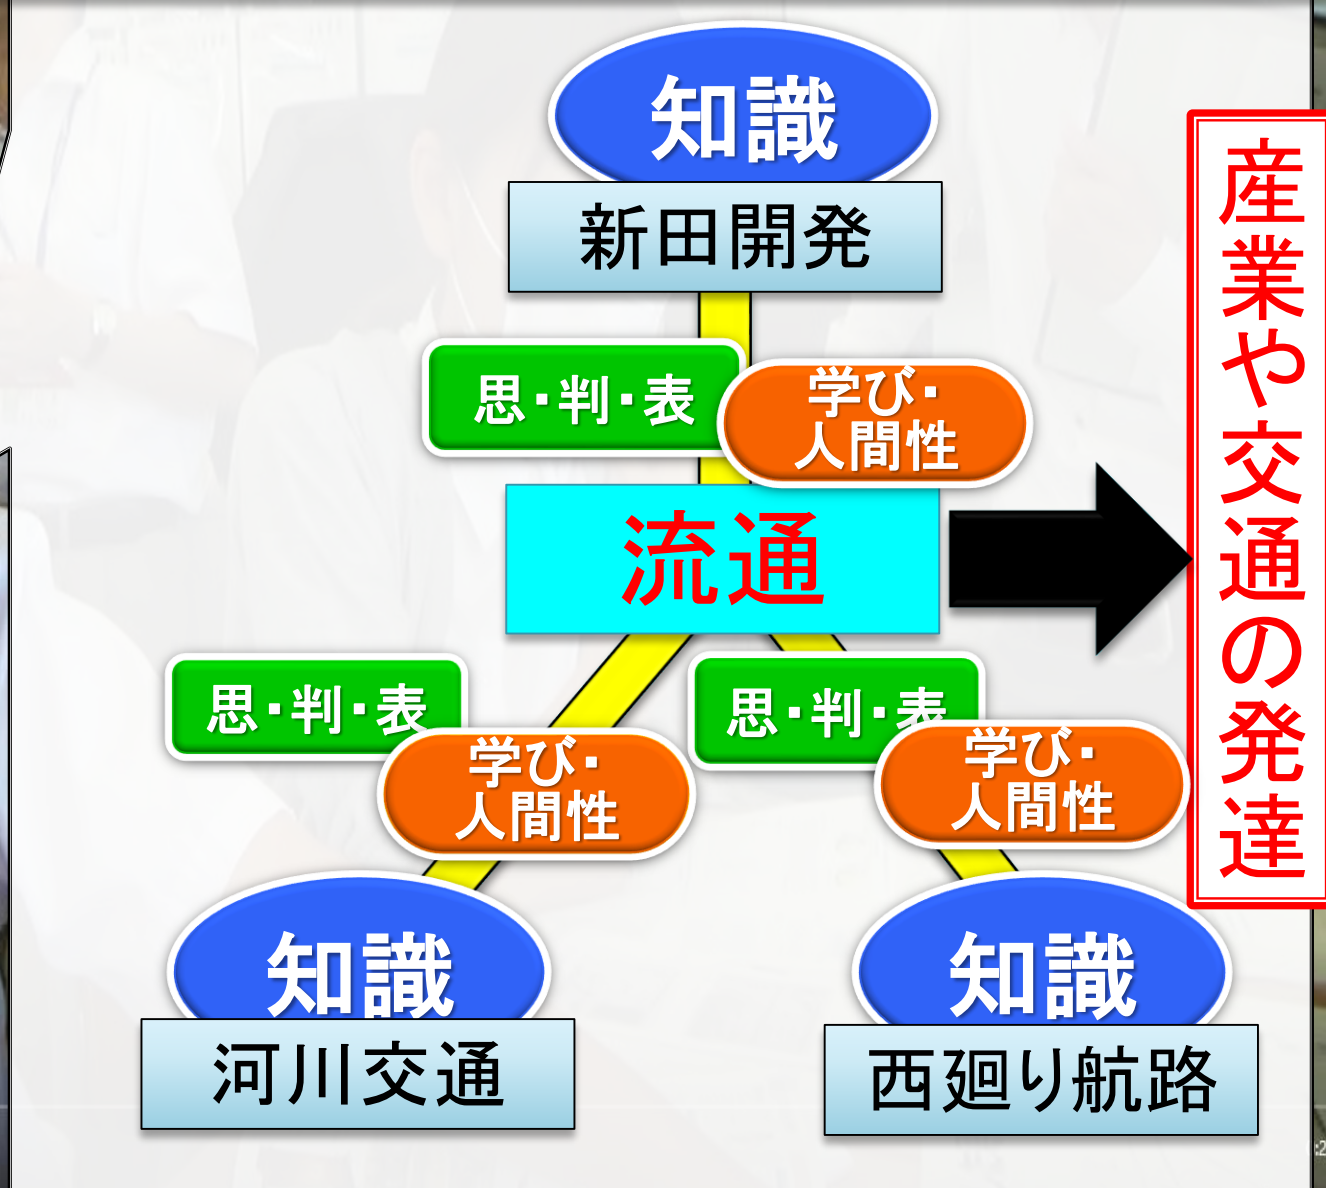 知識
新田開発
思・判・表
学び・
人間性
流通
産業や交通の発達
思・判・表
学び・
人間性
思・判・表
学び・
人間性
知識
河川交通
知識
西廻り航路